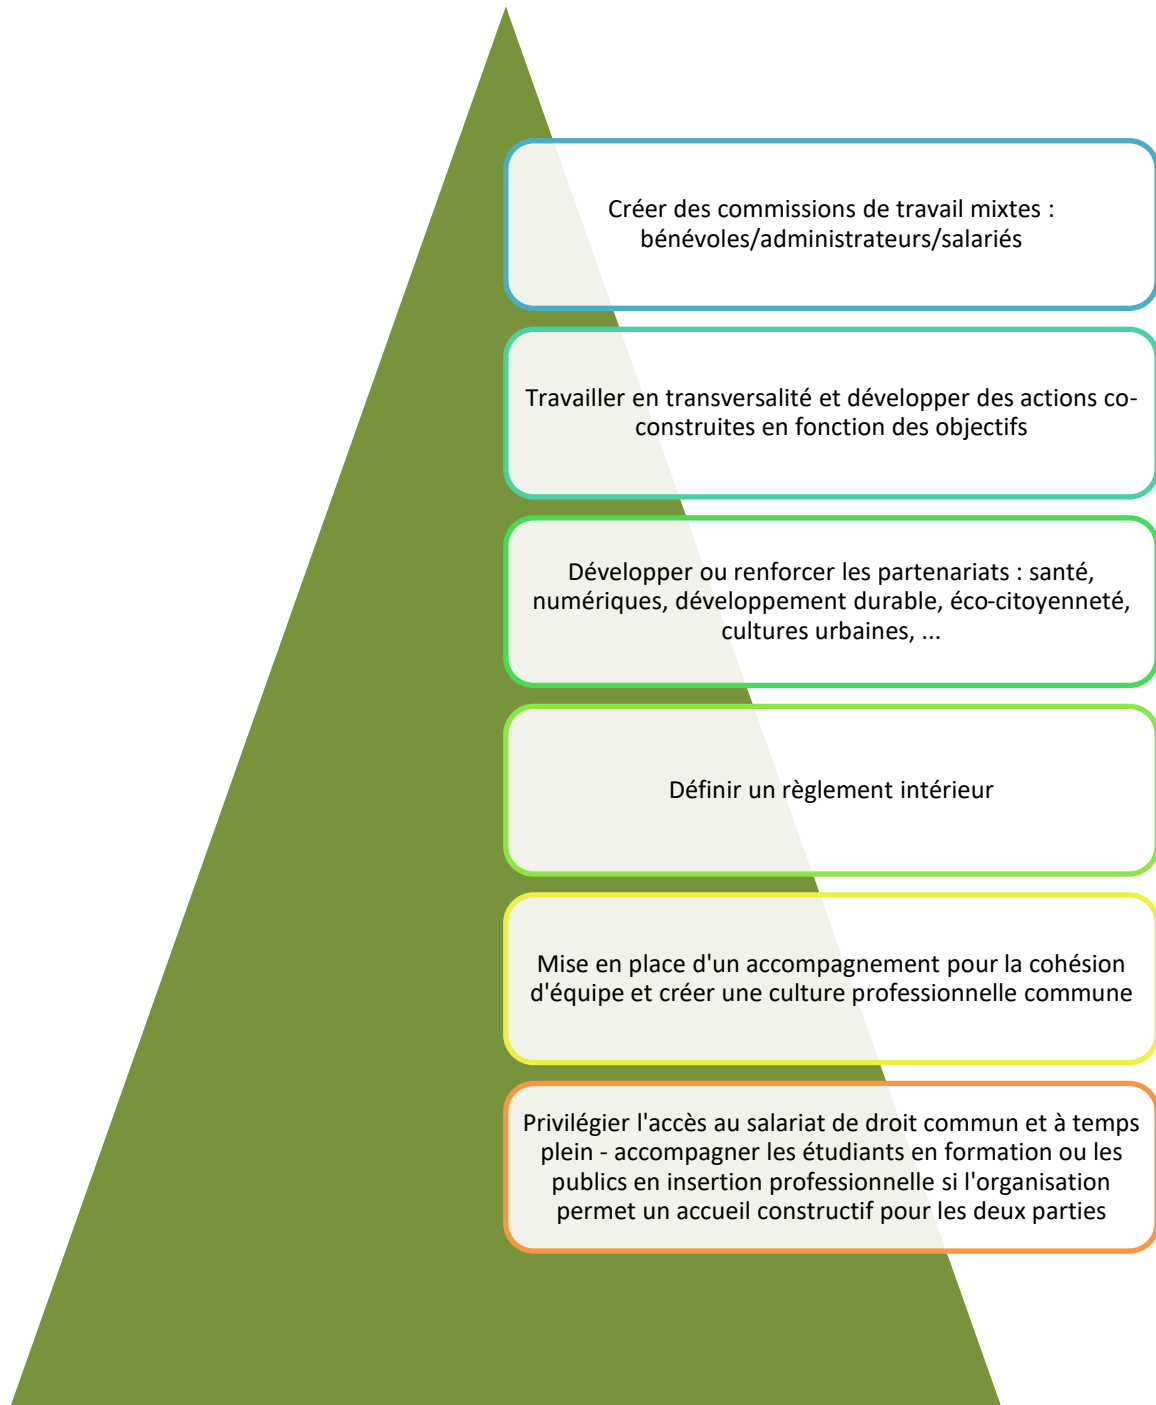 Créer des commissions de travail mixtes :
bénévoles/administrateurs/salariés
Travailler en transversalité et développer des actions co-
construites en fonction des objectifs
Développer ou renforcer les partenariats : santé,
numériques, développement durable, éco-citoyenneté,
cultures urbaines, ...
Définir un règlement intérieur
Mise en place d'un accompagnement pour la cohésion
d'équipe et créer une culture professionnelle commune
Privilégier l'accès au salariat de droit commun et à temps
plein - accompagner les étudiants en formation ou les
publics en insertion professionnelle si l'organisation
permet un accueil constructif pour les deux parties